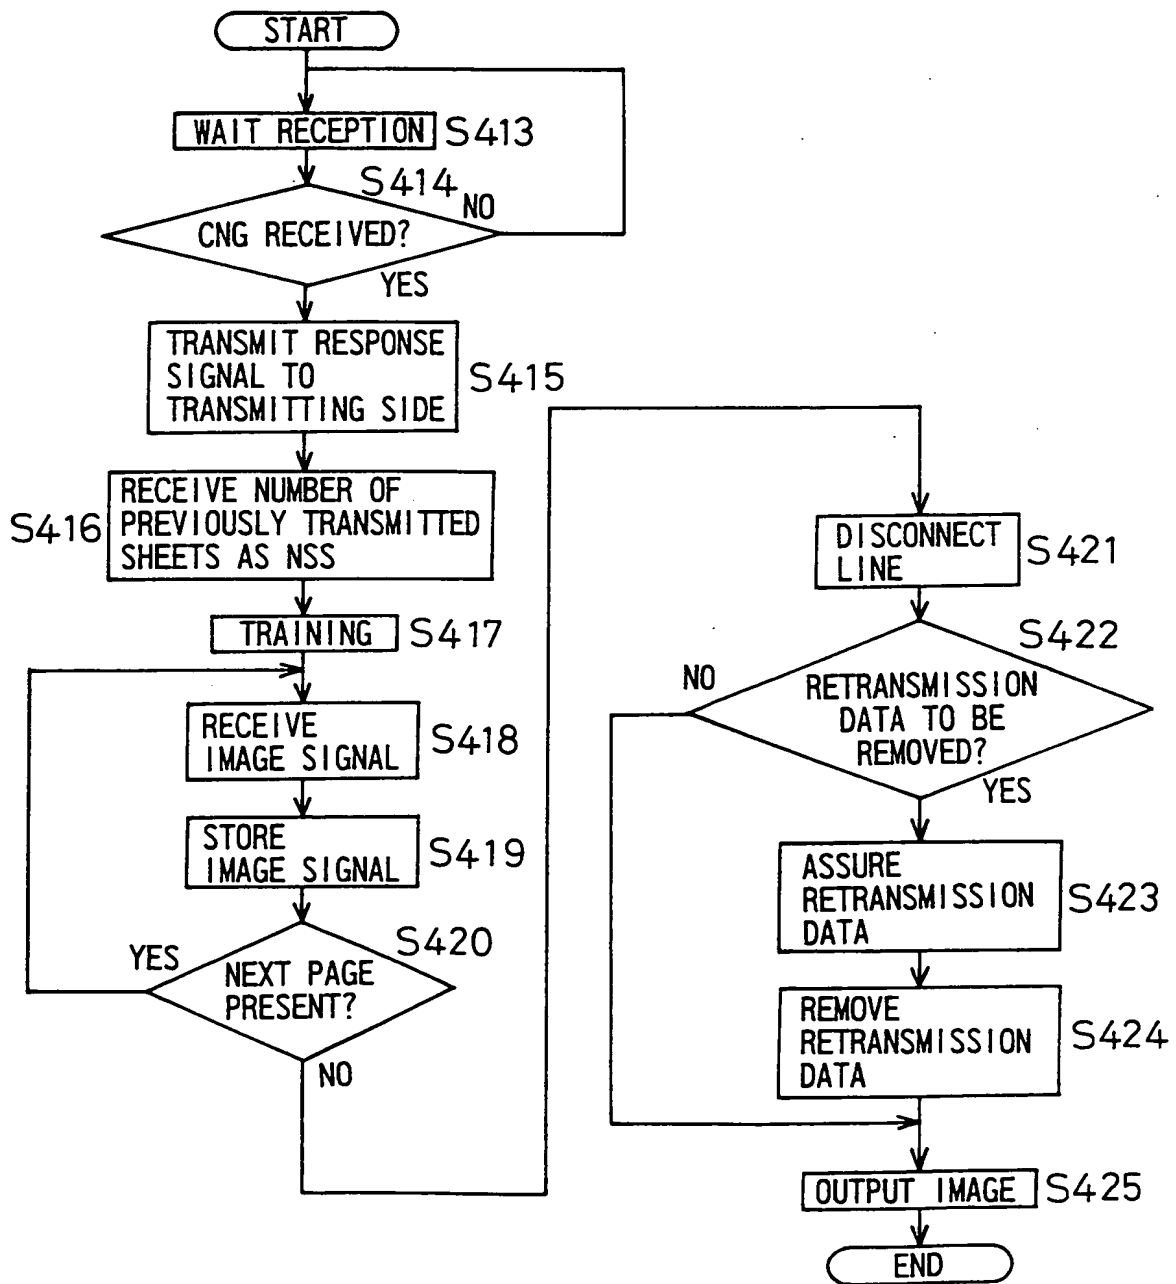 START
WAIT RECEPTION S413
S414
NO
CNG RECEIVED?
YES
TRANSMIT RESPONSE
SIGNAL TO
TRANSMITTING SIDE
S415
RECEIVE NUMBER OF
PREVIOUSLY TRANSMITTED
SHEETS AS NSS
S416
TRAINING S417
RECEIVE
IMAGE SIGNAL
S418
STORE
IMAGE SIGNAL
S419
S420
YES
NEXT PAGE
PRESENT?
NO
DISCONNECT
LINE
S421
S422
NO
RETRANSMISSION
DATA TO BE
REMOVED?
YES
ASSURE
RETRANSMISSION
DATA
S423
REMOVE
RETRANSMISSION
DATA
S424
OUTPUT IMAGE S425
END